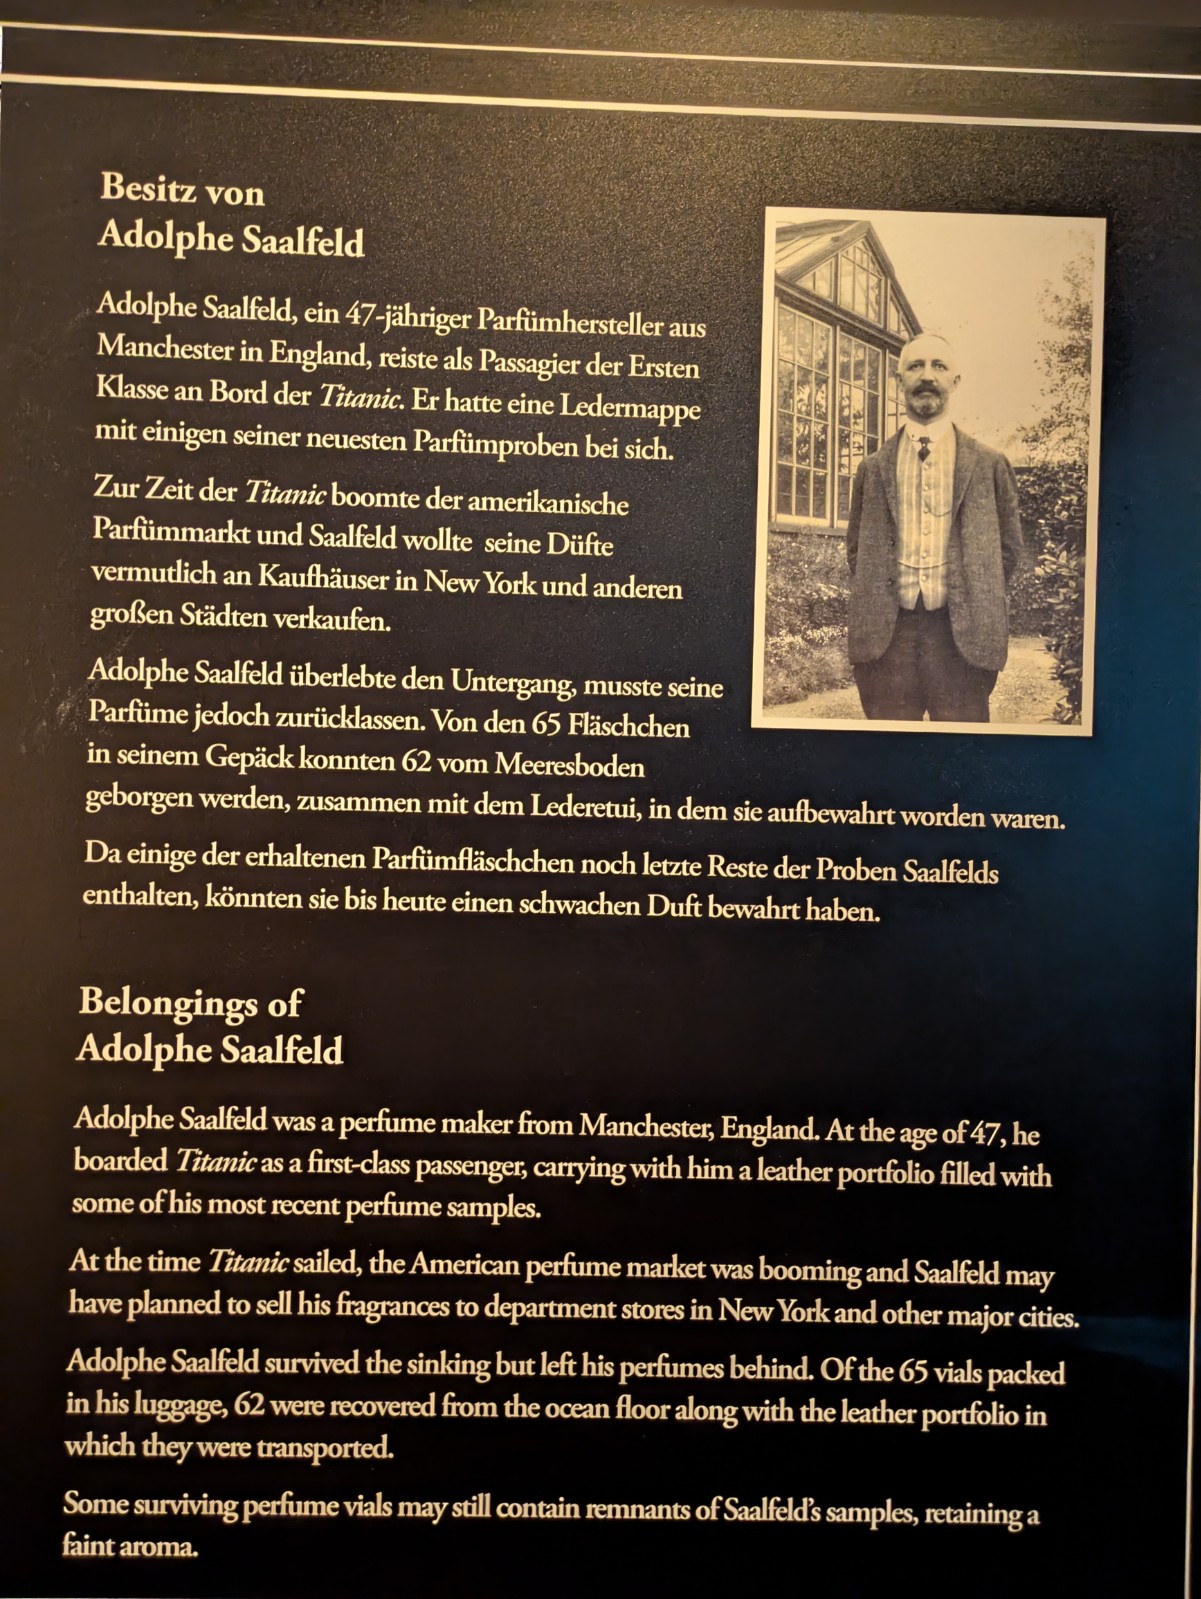 Besitz von
Adolphe Saalfeld
Adolphe Saalfeld, ein 47-jähriger Parfümhersteller aus
Manchester in England, reiste als Passagier der Ersten
Klasse an Bord der Titanic. Er hatte eine Ledermappe
mit einigen seiner neuesten Parfümproben bei sich.
Zur Zeit der Titanic boomte der amerikanische
Parfümmarkt und Saalfeld wollte seine Düfte
vermutlich an Kaufhäuser in New York und anderen
großen Städten verkaufen.
Adolphe Saalfeld überlebte den Untergang, musste seine
Parfüme jedoch zurücklassen. Von den 65 Fläschchen
in seinem Gepäck konnten 62 vom Meeresboden
geborgen werden, zusammen mit dem Lederetui, in dem sie aufbewahrt worden waren.
Da einige der erhaltenen Parfümfläschchen noch letzte Reste der Proben Saalfelds
enthalten, könnten sie bis heute einen schwachen Duft bewahrt haben.
Belongings of
Adolphe Saalfeld
Adolphe Saalfeld was a perfume maker from Manchester, England. At the age of 47, he
boarded Titanic as a first-class passenger, carrying with him a leather portfolio filled with
some of his most recent perfume samples.
At the time Titanic sailed, the American perfume market was booming and Saalfeld may
have planned to sell his fragrances to department stores in New York and other major cities.
Adolphe Saalfeld survived the sinking but left his perfumes behind. Of the 65 vials packed
in his luggage, 62 were recovered from the ocean floor along with the leather portfolio in
which they were transported.
Some surviving perfume vials may still contain remnants of Saalfeld's samples, retaining a
faint aroma.